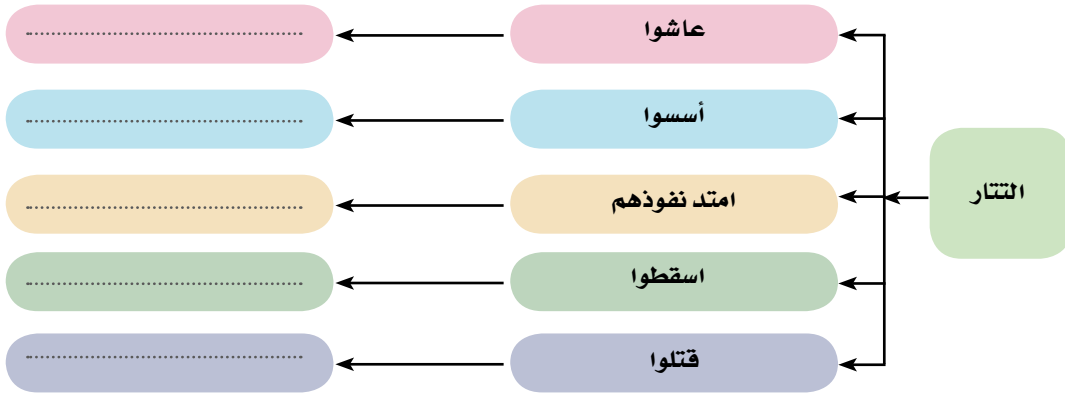 التتار
عاشوا
أسسوا
امتد نفوذهم
اسقطوا
قتلوا